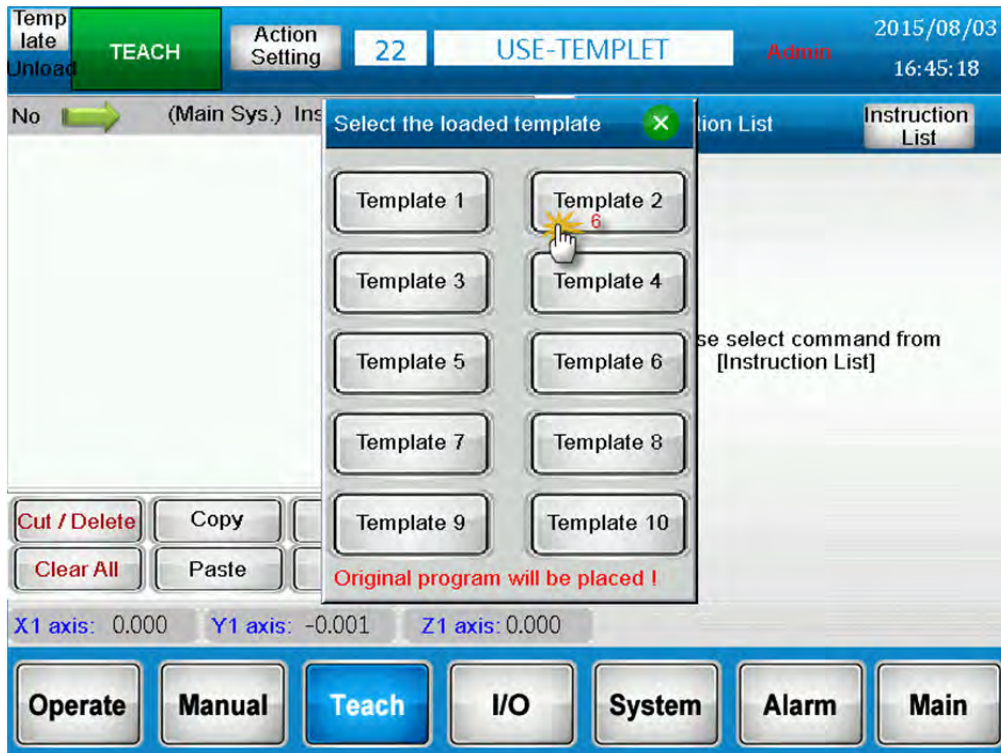 Temp
late
Unload
TEACH
Action
Setting
22
USE-TEMPLET
Admin
2015/08/03
16:45:18
No
(Main Sys.) Ins
tion List
Instruction
List
Select the loaded template
Template 1
Template 2
6
Template 3
Template 4
Template 5
Template 6
Template 7
Template 8
Template 9
Template 10
Original program will be placed !
se select command from
[Instruction List]
Cut / Delete
Copy
Clear All
Paste
X1 axis: 0.000
Y1 axis: -0.001
Z1 axis: 0.000
Operate
Manual
Teach
I/O
System
Alarm
Main